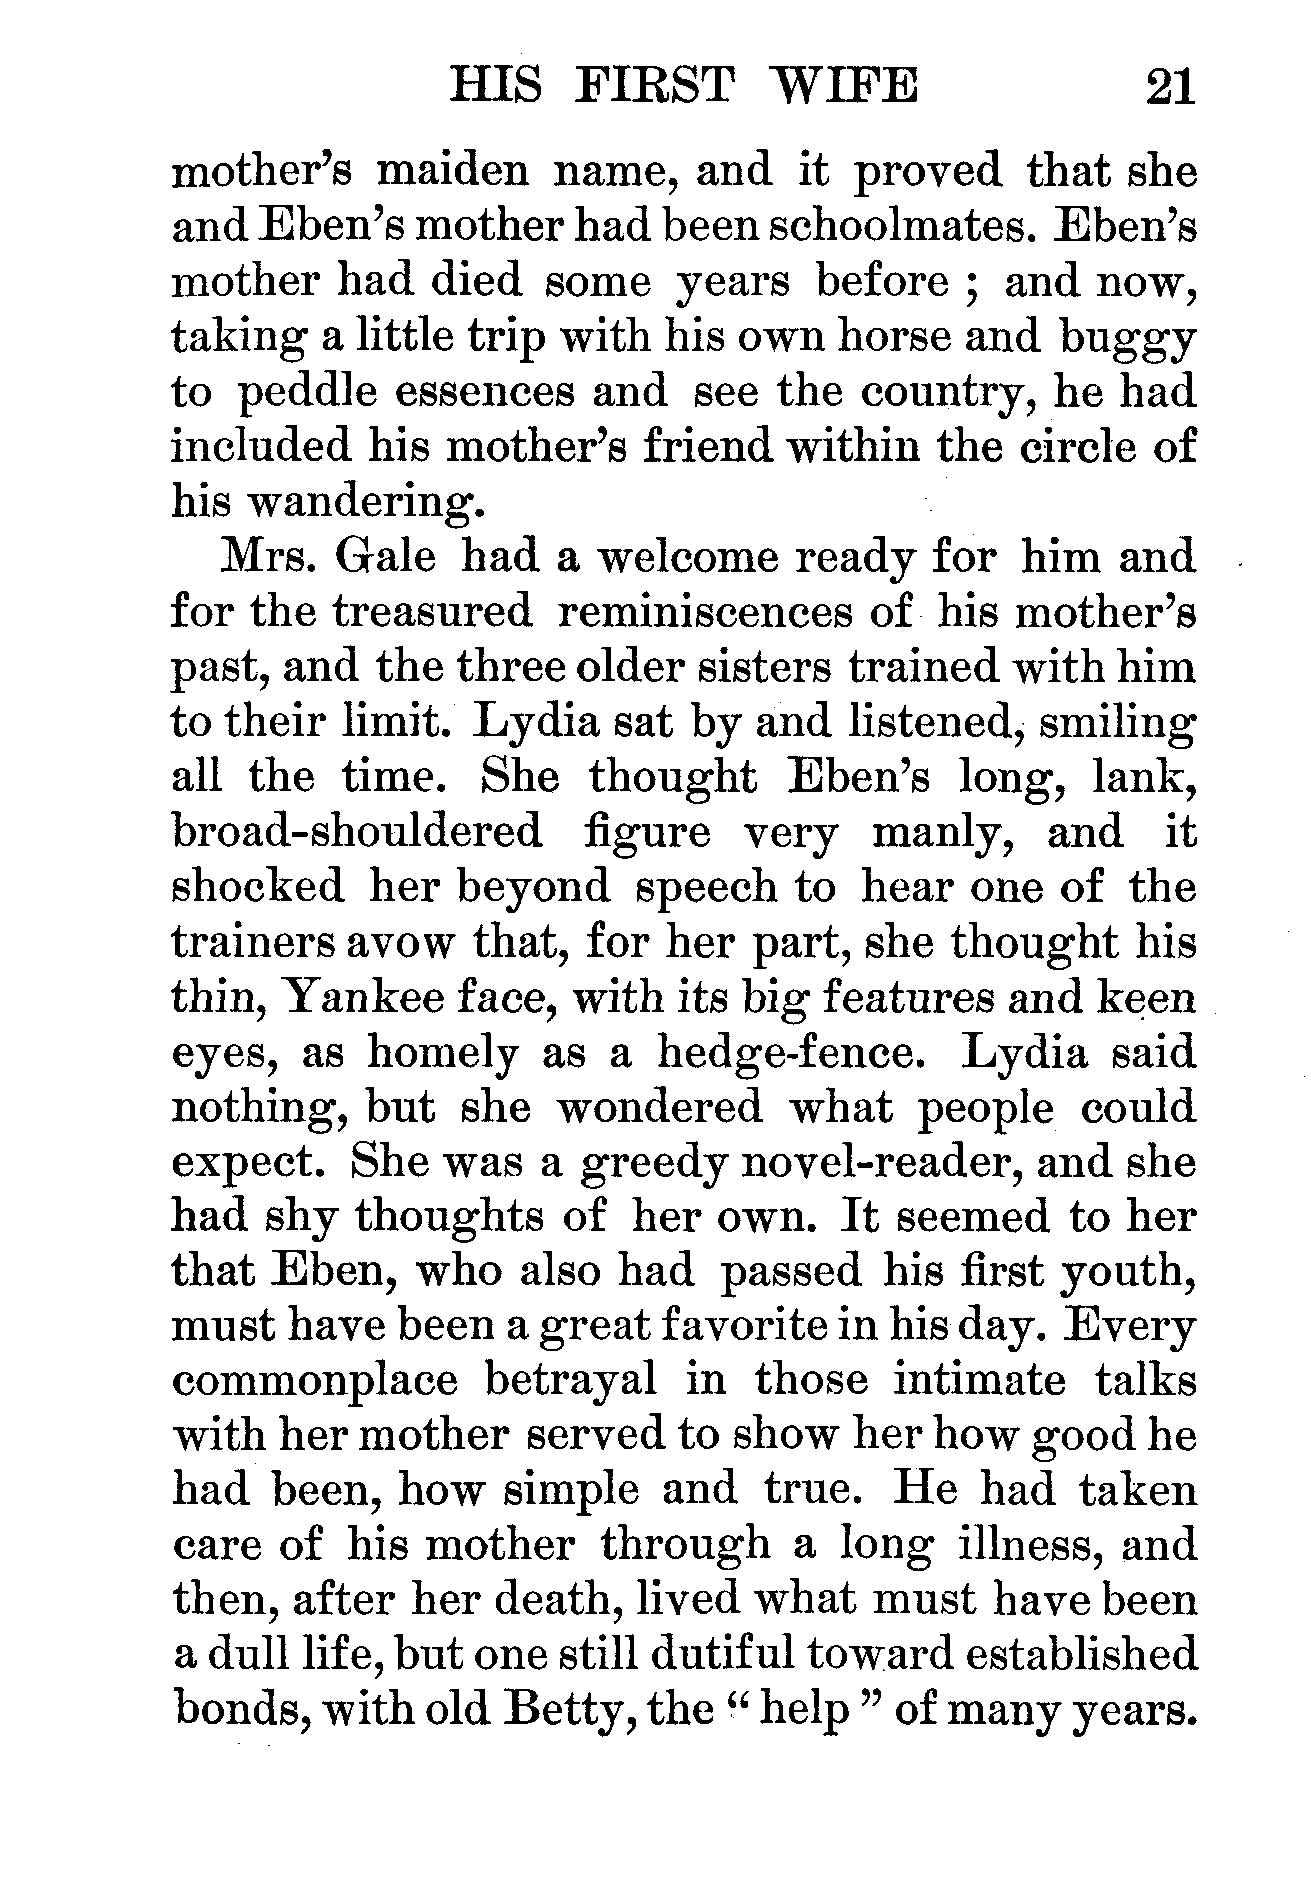 HIS FIRST WIFE 21
mother's maiden name, and it proved that she
and Eben's mother had been schoolmates. Eben's
mother had died some years before ; and now,
taking a little trip with his own horse and buggy
to peddle essences and see the country, he had
included his mother's friend within the circle of
his wandering.
Mrs. Gale had a welcome ready for him and
for the treasured reminiscences of his mother's
past, and the three older sisters trained with him
to their limit. Lydia sat by and listened, smiling
all the time. She thought Eben's long, lank,
broad-shouldered figure very manly, and it
shocked her beyond speech to hear one of the
trainers avow that, for her part, she thought his
thin, Yankee face, with its big features and keen
eyes, as homely as a hedge-fence. Lydia said
nothing, but she wondered what people could
expect. She was a greedy novel-reader, and she
had shy thoughts of her own. It seemed to her
that Eben, who also had passed his first youth,
must have been a great favorite in his day. Every
commonplace betrayal in those intimate talks
with her mother served to show her how good he
had been, how simple and true. He had taken
care of his mother through a long illness, and
then, after her death, lived what must have been
a dull life, but one still dutiful toward established
bonds, with old Betty, the “ help ” of many years.